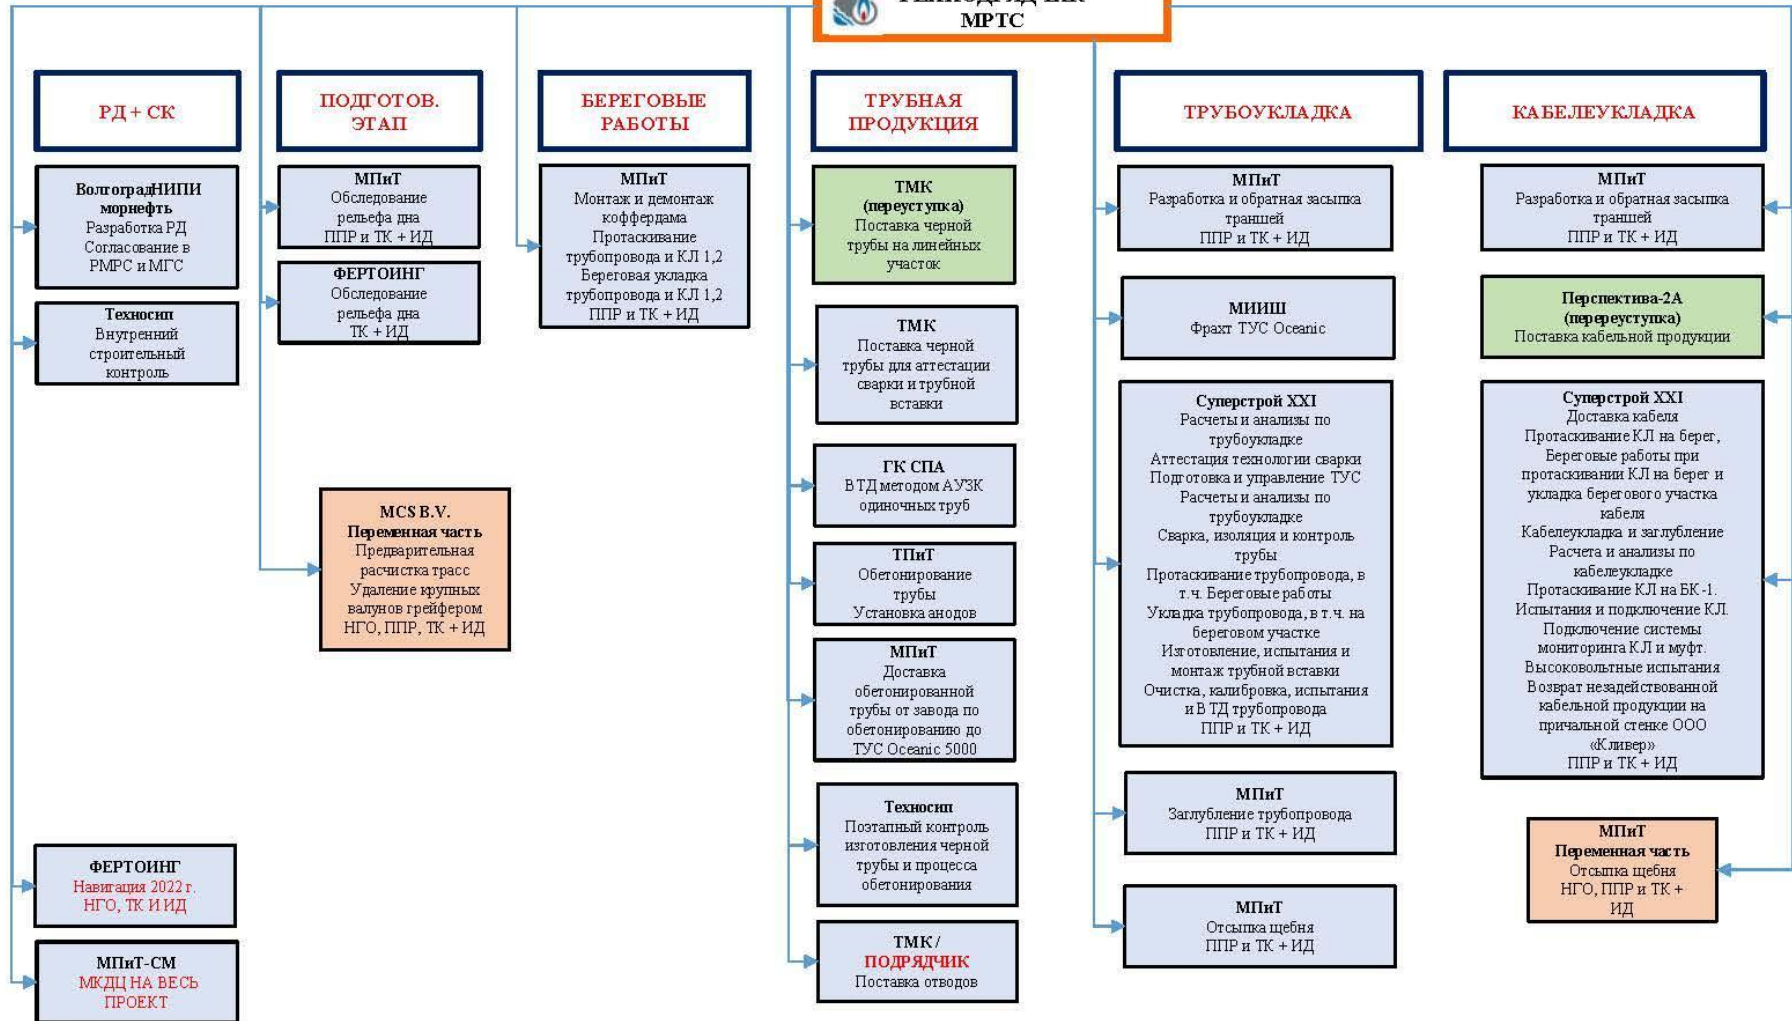 МРТС
РД + СК
Волгоград​НИПИ
морнефть
Разработка РД
Согласование в
РМРС и МГС
Техносип
Внутренний
строительный
контроль
ФЕРТОИНГ
Навигация 2022 г.
НГО, ТК И ИД
МПиТ-СМ
МКДЦ НА ВЕСЬ
ПРОЕКТ
ПОДГОТОВ.
ЭТАП
МПиТ
Обследование
рельефа дна
ППР и ТК + ИД
ФЕРТОИНГ
Обследование
рельефа дна
ТК + ИД
MCS B.V.
Переменная часть
Предварительная
расчистка трасс
Удаление крупных
валунов грейфером
НГО, ППР, ТК + ИД
БЕРЕГОВЫЕ
РАБОТЫ
МПиТ
Монтаж и демонтаж
коффердама
Протаскивание
трубопровода и КЛ 1,2
Береговая укладка
трубопровода и КЛ 1,2
ППР и ТК + ИД
ТРУБНАЯ
ПРОДУКЦИЯ
ТМК
(переуступка)
Поставка черной
трубы на линейных
участок
ТМК
Поставка черной
трубы для аттестации
сварки и трубной
вставки
ГК СПА
ВТД методом АУЗК
одиночных труб
ТПиТ
Обетонирование
трубы
Установка анодов
МПиТ
Доставка
обетонированной
трубы от завода по
обетонированию до
ТУС Oceanic 5000
Техносип
Поэтапный контроль
изготовления черной
трубы и процесса
обетонирования
ТМК /
ПОДРЯДЧИК
Поставка отводов
ТРУБОУКЛАДКА
МПиТ
Разработка и обратная засыпка
траншей
ППР и ТК + ИД
МИИШ
Фрахт ТУС Oceanic
Суперстрой XXI
Расчеты и анализы по
трубоукладке
Аттестация технологии сварки
Подготовка и управление ТУС
Расчеты и анализы по
трубоукладке
Сварка, изоляция и контроль
трубы
Протаскивание трубопровода, в
т.ч. Береговые работы
Укладка трубопровода, в т.ч. на
береговом участке
Изготовление, испытания и
монтаж трубной вставки
Очистка, калибровка, испытания
и ВТД трубопровода
ППР и ТК + ИД
МПиТ
Заглубление трубопровода
ППР и ТК + ИД
МПиТ
Отсыпка щебня
ППР и ТК + ИД
КАБЕЛЕУКЛАДКА
МПиТ
Разработка и обратная засыпка
траншей
ППР и ТК + ИД
Перспектива-2А
(перереуступка)
Поставка кабельной продукции
Суперстрой XXI
Доставка кабеля
Протаскивание КЛ на берег,
Береговые работы при
протаскивании КЛ на берег и
укладка берегового участка
кабеля
Кабелеукладка и заглубление
Расчета и анализы по
кабелеукладке
Протаскивание КЛ на БК -1.
Испытания и подключение КЛ.
Подключение системы
мониторинга КЛ и муфт.
Высоковольтные испытания
Возврат незадействованной
кабельной продукции на
причальной стенке ООО
«Кливер»
ППР и ТК + ИД
МПиТ
Переменная часть
Отсыпка щебня
НГО, ППР и ТК +
ИД